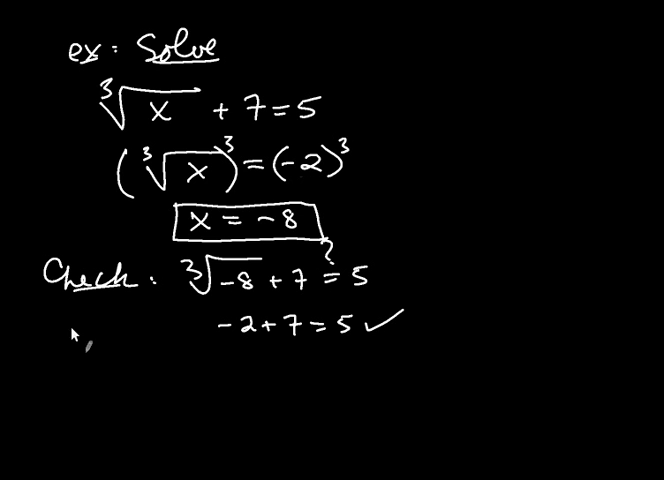 ex: Solve
∛x + 7 = 5
(∛x)³ = (-2)³
x = -8
Check: ∛-8 + 7 ≟ 5
-2 + 7 = 5 ✓